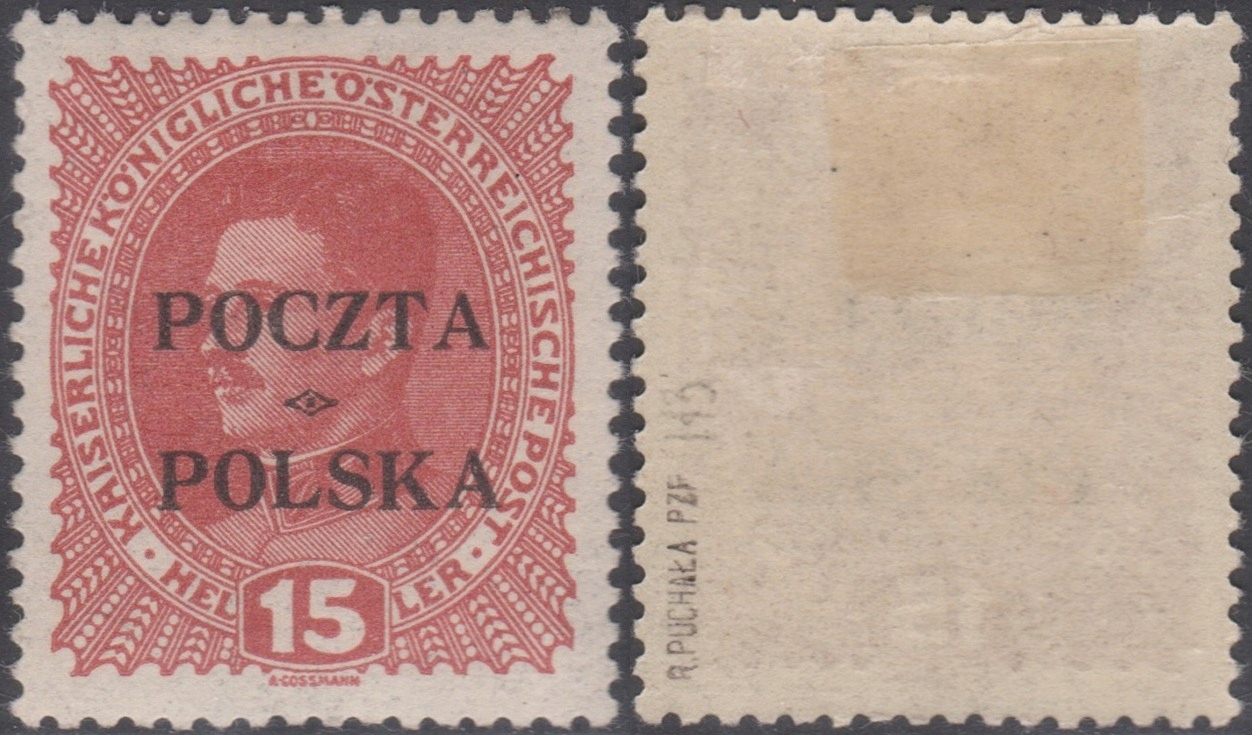 KAISERLICHE KÖNIGLICHE ÖSTERREICHISCHE POST
POCZTA
POLSKA
HELLER
15
A·COSSMANN
R.PUCHAŁA PZF